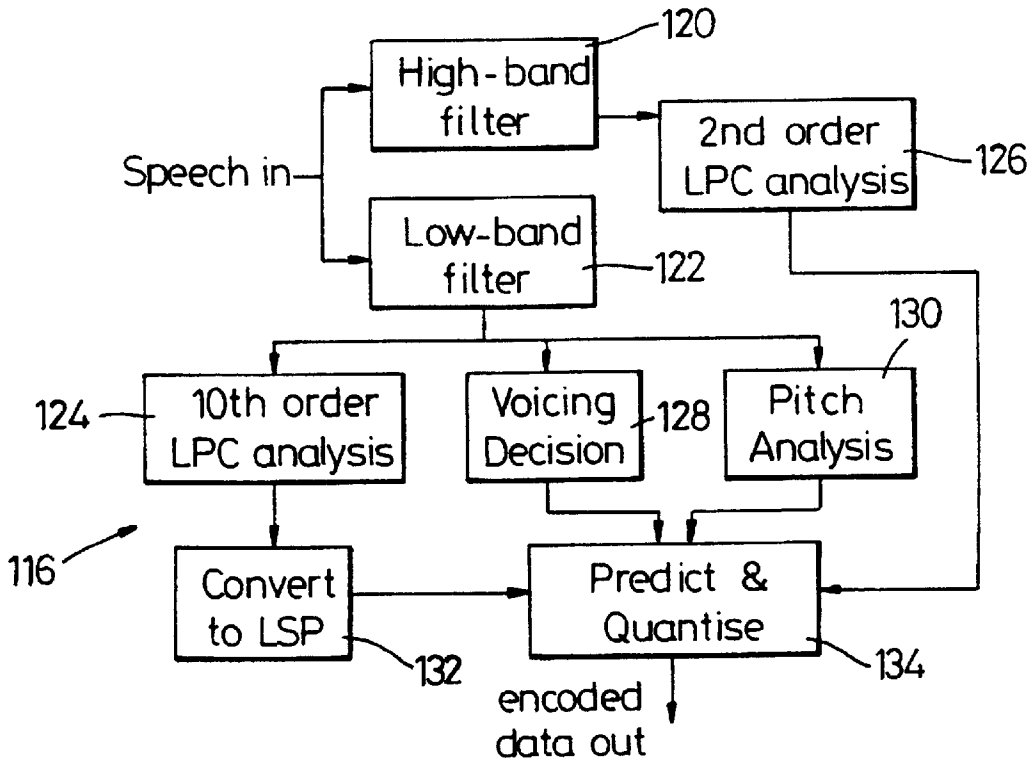 120
High-band
filter
2nd order
LPC analysis
126
Speech in
Low-band
filter
122
130
124
10th order
LPC analysis
Voicing
Decision
128
Pitch
Analysis
116
Convert
to LSP
132
Predict &
Quantise
134
encoded
data out